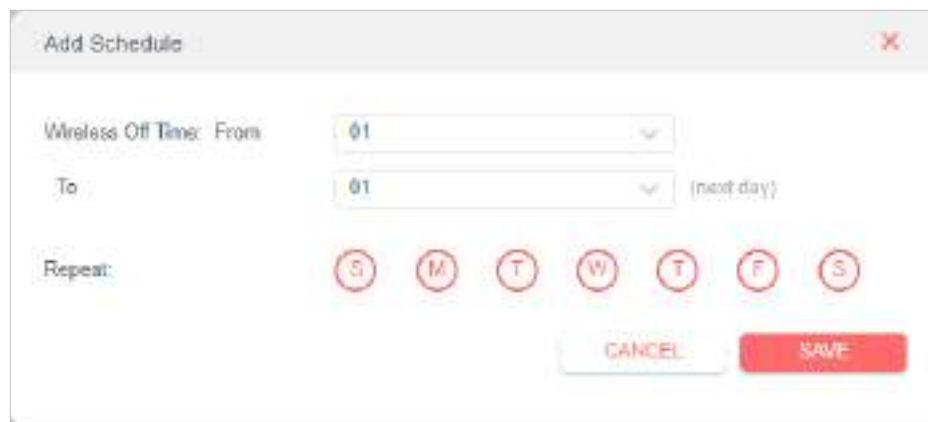 Add Schedule
Wireless Off Time: From 01
To 01 (next day)
Repeat: S M T W T F S
CANCEL SAVE